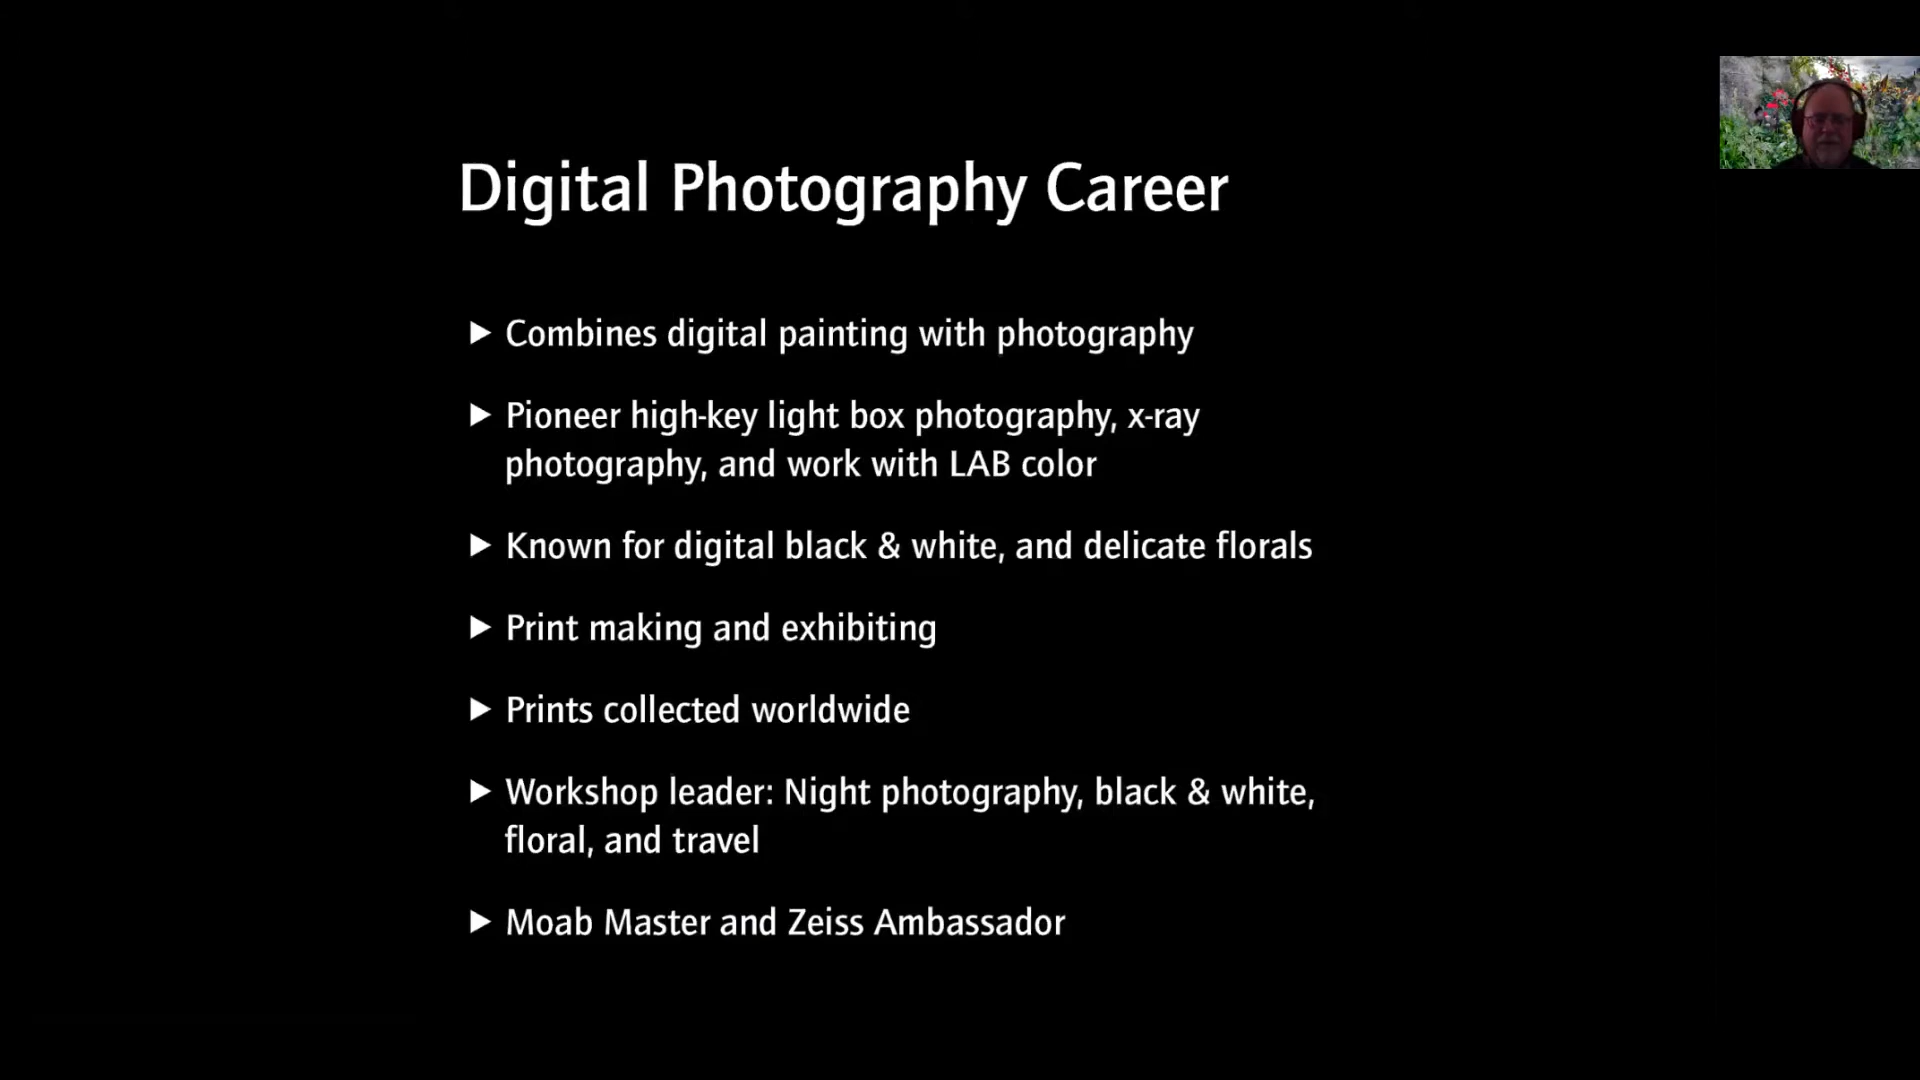 Digital Photography Career
▶ Combines digital painting with photography
▶ Pioneer high-key light box photography, x-ray
photography, and work with LAB color
▶ Known for digital black & white, and delicate florals
▶ Print making and exhibiting
▶ Prints collected worldwide
▶ Workshop leader: Night photography, black & white,
floral, and travel
▶ Moab Master and Zeiss Ambassador